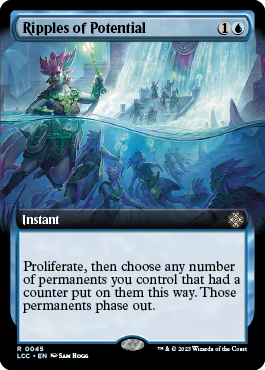 Ripples of Potential 1
Instant
Proliferate, then choose any number
of permanents you control that had a
counter put on them this way. Those
permanents phase out.
R 0045
LCC • EN Sam Hogg
™ & © 2023 Wizards of the Coast